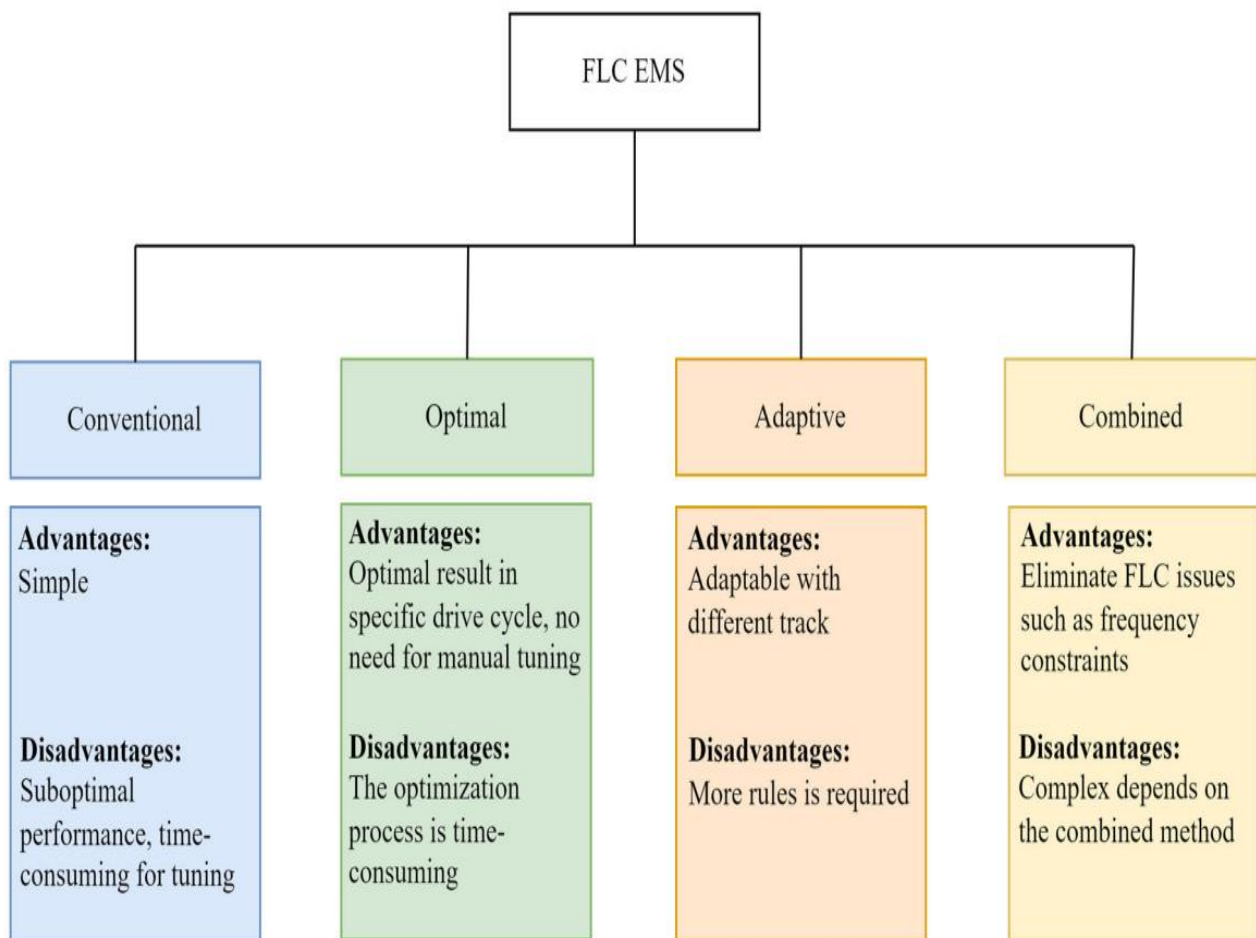 FLC EMS
Conventional
Optimal
Adaptive
Combined
Advantages:
Simple
Disadvantages:
Suboptimal
performance, time-
consuming for tuning
Advantages:
Optimal result in
specific drive cycle, no
need for manual tuning
Disadvantages:
The optimization
process is time-
consuming
Advantages:
Adaptable with
different track
Disadvantages:
More rules is required
Advantages:
Eliminate FLC issues
such as frequency
constraints
Disadvantages:
Complex depends on
the combined method